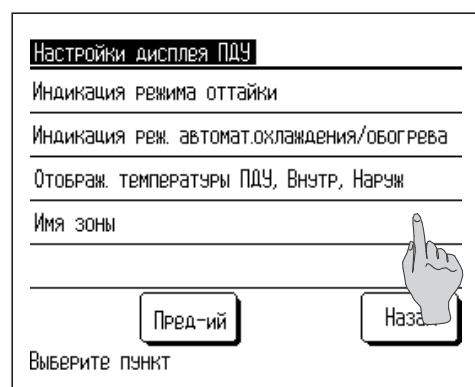 Настройки дисплея ПДУ
Индикация режима оттайки
Индикация реж. автомат.охлаждения/обогрева
Отображ. температуры ПДУ, Внутр, Наруж
Имя зоны
Пред-ий
Назад
Выберите пункт